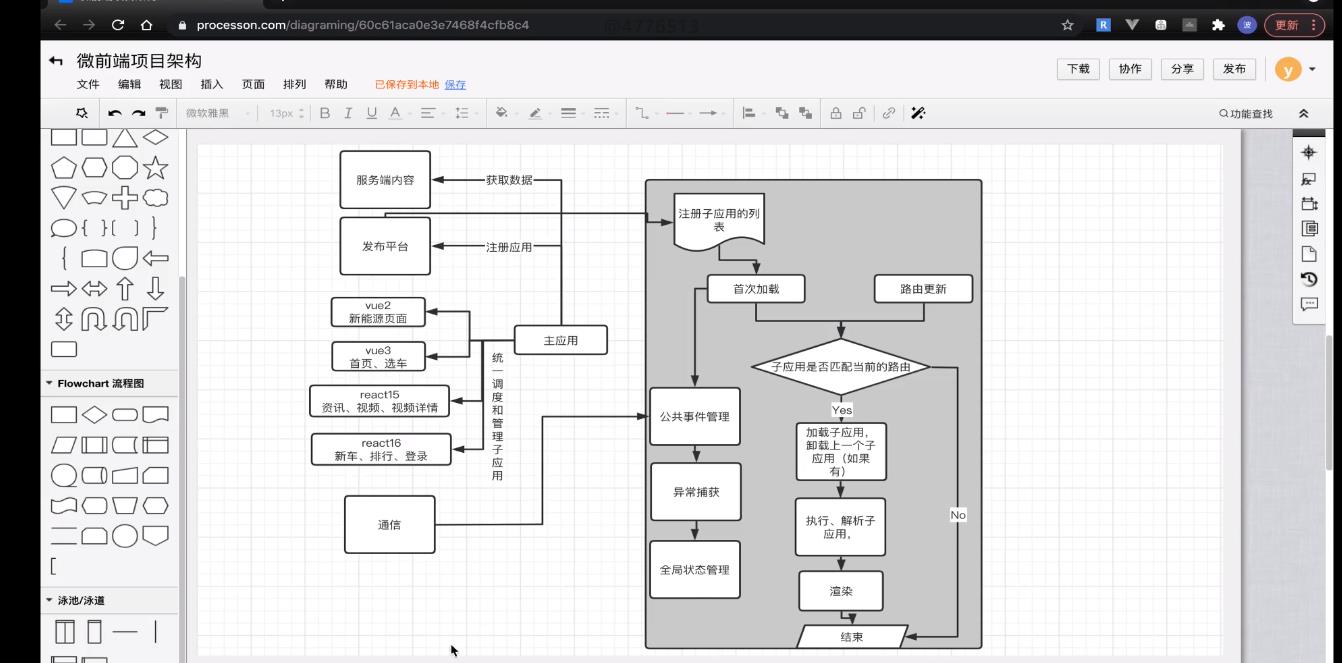 processon.com/diagraming/60c61aca0e3e7468f4cfb8c4
@4776513
R
波
更新
微前端项目架构
文件 编辑 视图 插入 页面 排列 帮助 已保存到本地 保存
下载 协作 分享 发布
y
微软雅黑 13px B I U A
功能查找
服务端内容
获取数据
发布平台
注册应用
vue2
新能源页面
vue3
首页、选车
react15
资讯、视频、视频详情
react16
新车、排行、登录
主应用
统一调度和管理子应用
通信
注册子应用的列
表
首次加载
路由更新
子应用是否匹配当前的路由
Yes
No
公共事件管理
异常捕获
全局状态管理
加载子应用，
卸载上一个子
应用（如果
有）
执行、解析子
应用，
渲染
结束
Flowchart 流程图
泳池/泳道